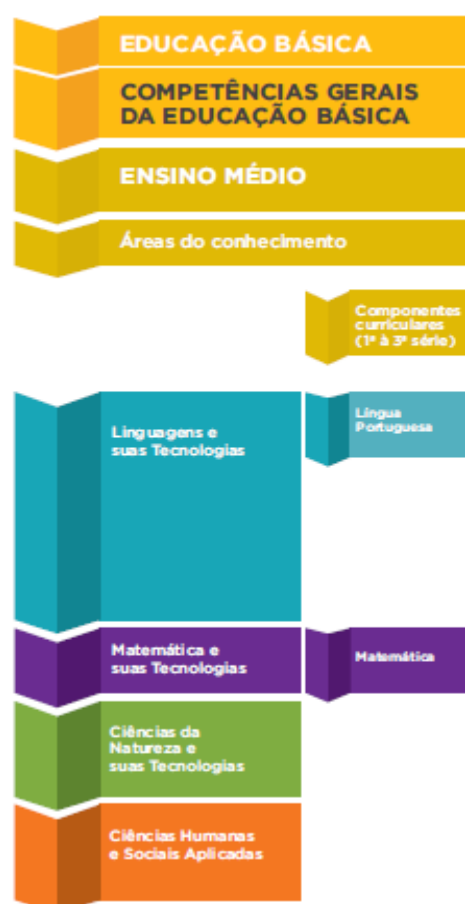 EDUCAÇÃO BÁSICA
COMPETÊNCIAS GERAIS
DA EDUCAÇÃO BÁSICA
ENSINO MÉDIO
Áreas do conhecimento
Componentes
curriculares
(1ª à 3ª série)
Linguagens e
suas Tecnologias
Língua
Portuguesa
Matemática e
suas Tecnologias
Matemática
Ciências da
Natureza e
suas Tecnologias
Ciências Humanas
e Sociais Aplicadas